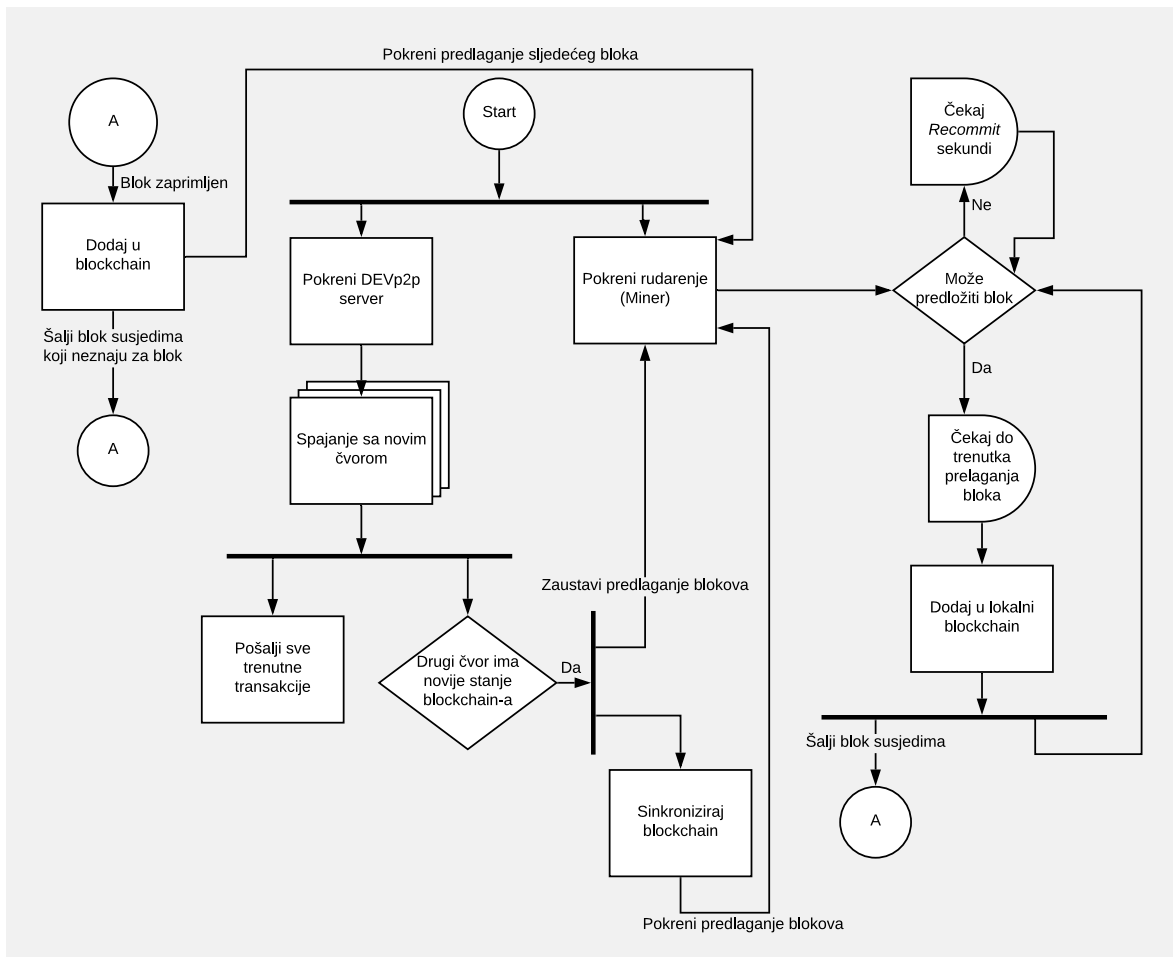 Pokreni predlaganje sljedećeg bloka
A
Blok zaprimljen
Dodaj u
blockchain
Šalji blok susjedima
koji neznaju za blok
A
Start
Pokreni DEVp2p
server
Spajanje sa novim
čvorom
Pošalji sve
trenutne
transakcije
Drugi čvor ima
novije stanje
blockchain-a
Da
Pokreni rudarenje
(Miner)
Zaustavi predlaganje blokova
Sinkroniziraj
blockchain
Pokreni predlaganje blokova
Čekaj
Recommit
sekundi
Ne
Može
predložiti blok
Da
Čekaj do
trenutka
prelaganja
bloka
Dodaj u lokalni
blockchain
Šalji blok susjedima
A